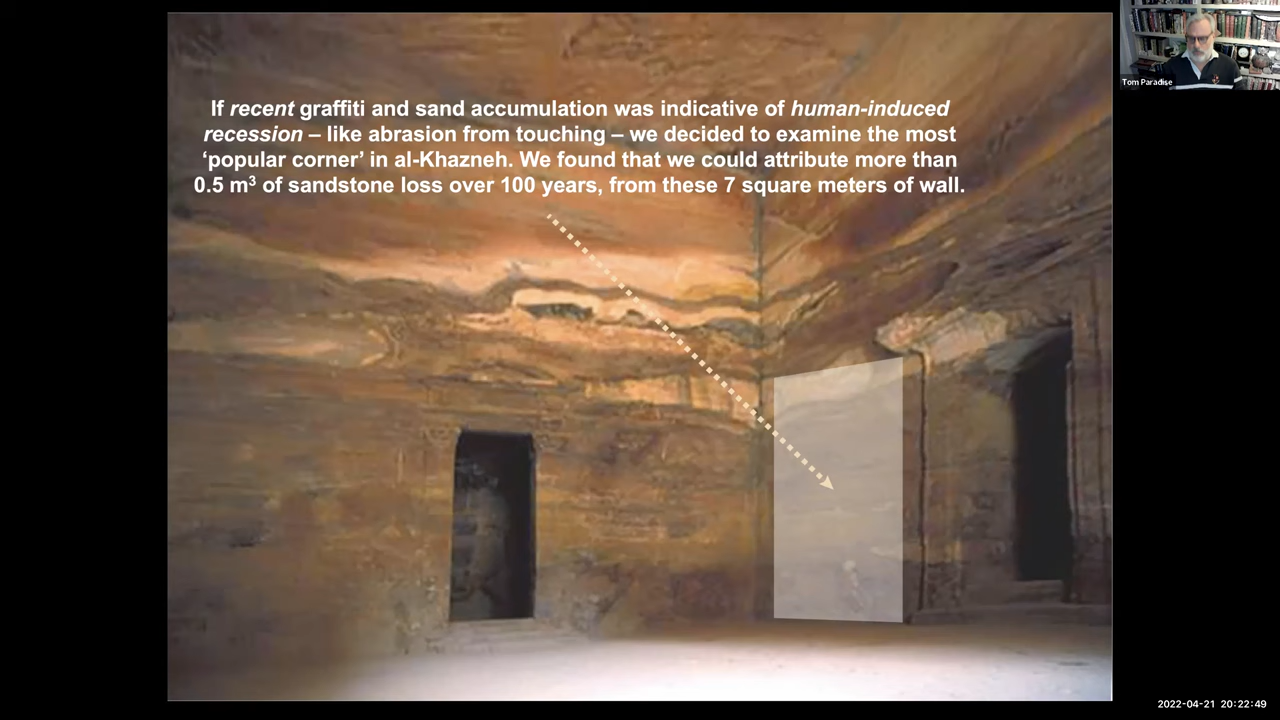 If recent graffiti and sand accumulation was indicative of human-induced
recession – like abrasion from touching – we decided to examine the most
‘popular corner’ in al-Khazneh. We found that we could attribute more than
0.5 m³ of sandstone loss over 100 years, from these 7 square meters of wall.
Tom Paradise
2022-04-21 20:22:49